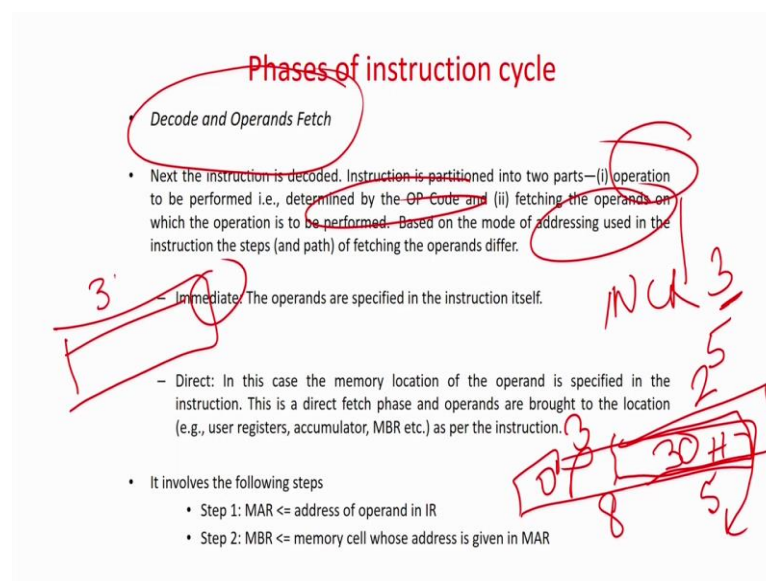 Phases of instruction cycle
• Decode and Operands Fetch
• Next the instruction is decoded. Instruction is partitioned into two parts—(i) operation
to be performed i.e., determined by the OP Code and (ii) fetching the operands on
which the operation is to be performed. Based on the mode of addressing used in the
instruction the steps (and path) of fetching the operands differ.
INCR 3
3
– Immediate: The operands are specified in the instruction itself.
5
2
– Direct: In this case the memory location of the operand is specified in the
instruction. This is a direct fetch phase and operands are brought to the location
(e.g., user registers, accumulator, MBR etc.) as per the instruction.
3
OP 30 H
8 5
• It involves the following steps
• Step 1: MAR <= address of operand in IR
• Step 2: MBR <= memory cell whose address is given in MAR